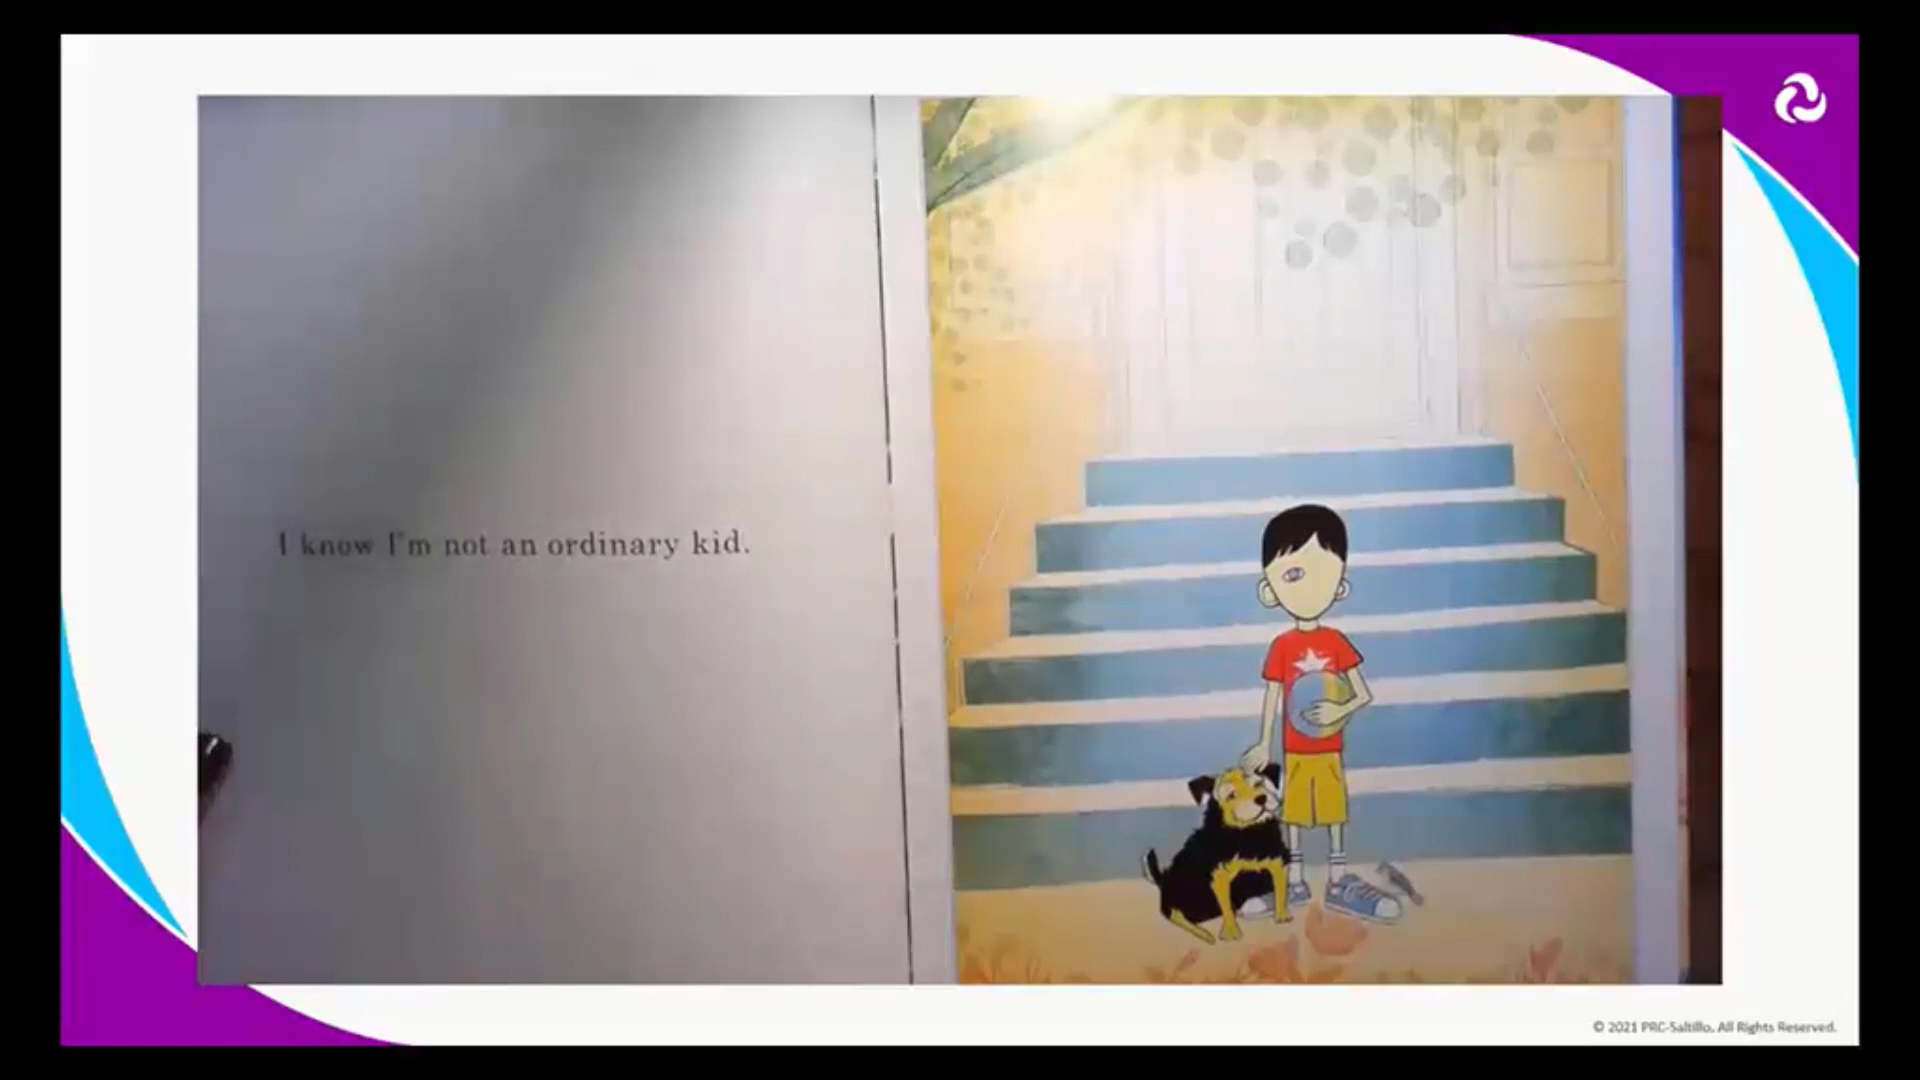 I know I'm not an ordinary kid.
© 2021 PRC-Saltillo. All Rights Reserved.